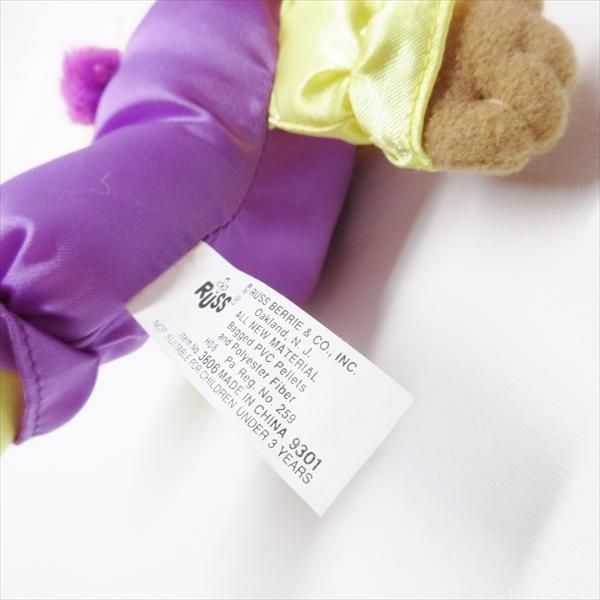 RUSS®
© RUSS BERRIE & CO., INC.
Oakland, N. J.
ALL NEW MATERIAL
Bagged PVC Pellets
and Polyester Fiber
H08 Pa. Reg. No. 259
Item No. 3606 MADE IN CHINA 9301
NOT SUITABLE FOR CHILDREN UNDER 3 YEARS